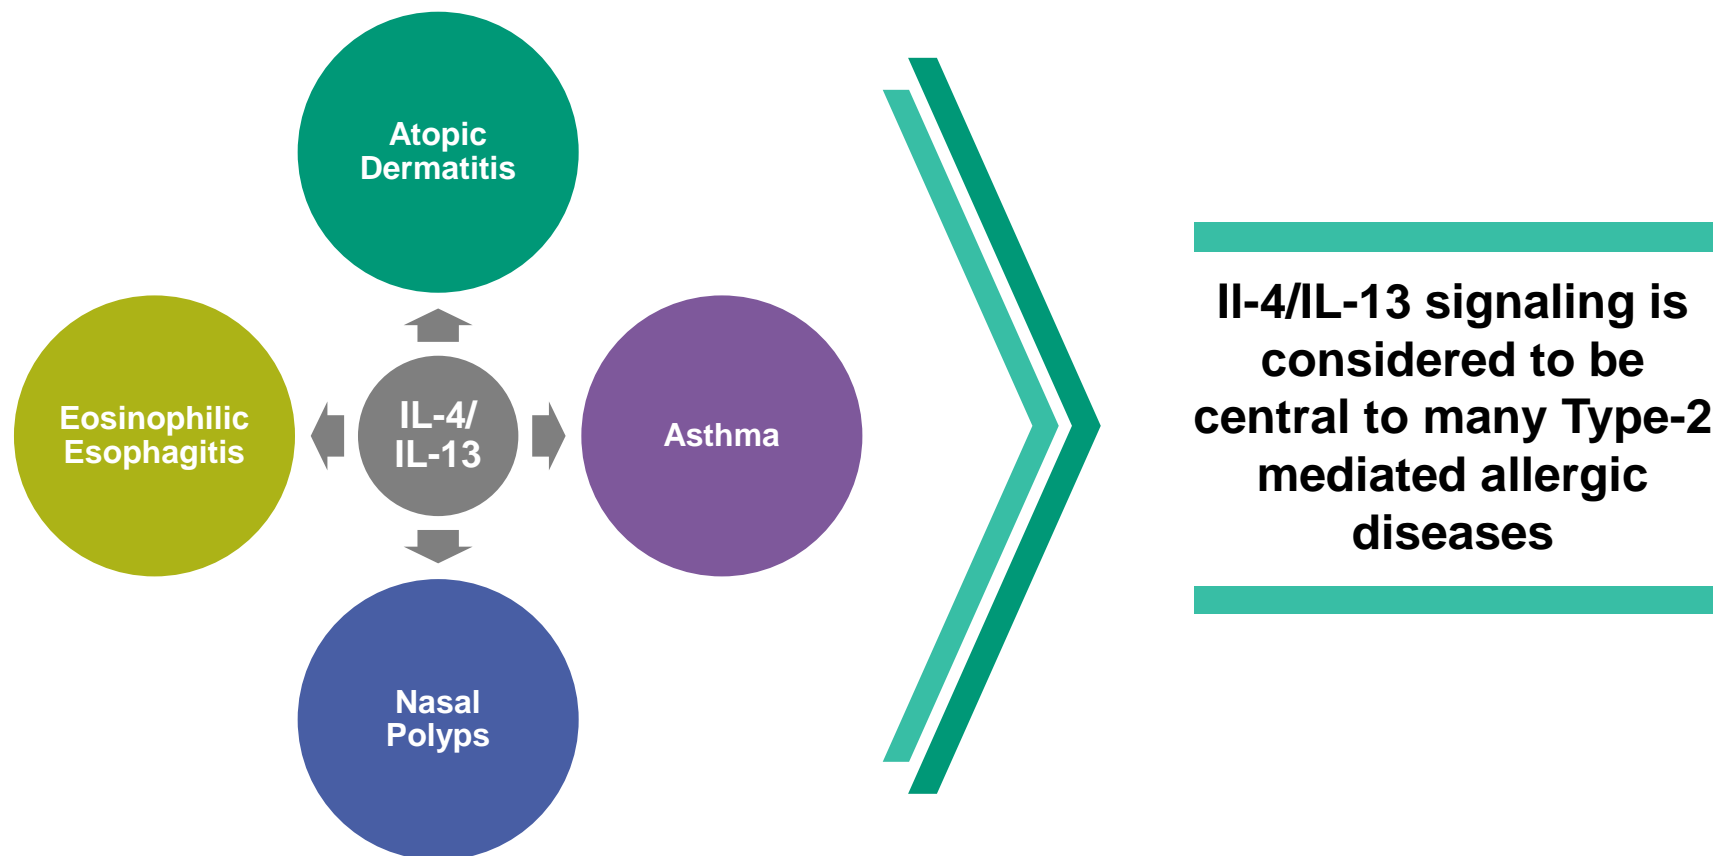 Atopic
Dermatitis
Eosinophilic
Esophagitis
IL-4/
IL-13
Asthma
Nasal
Polyps
Il-4/IL-13 signaling is
considered to be
central to many Type-2
mediated allergic
diseases